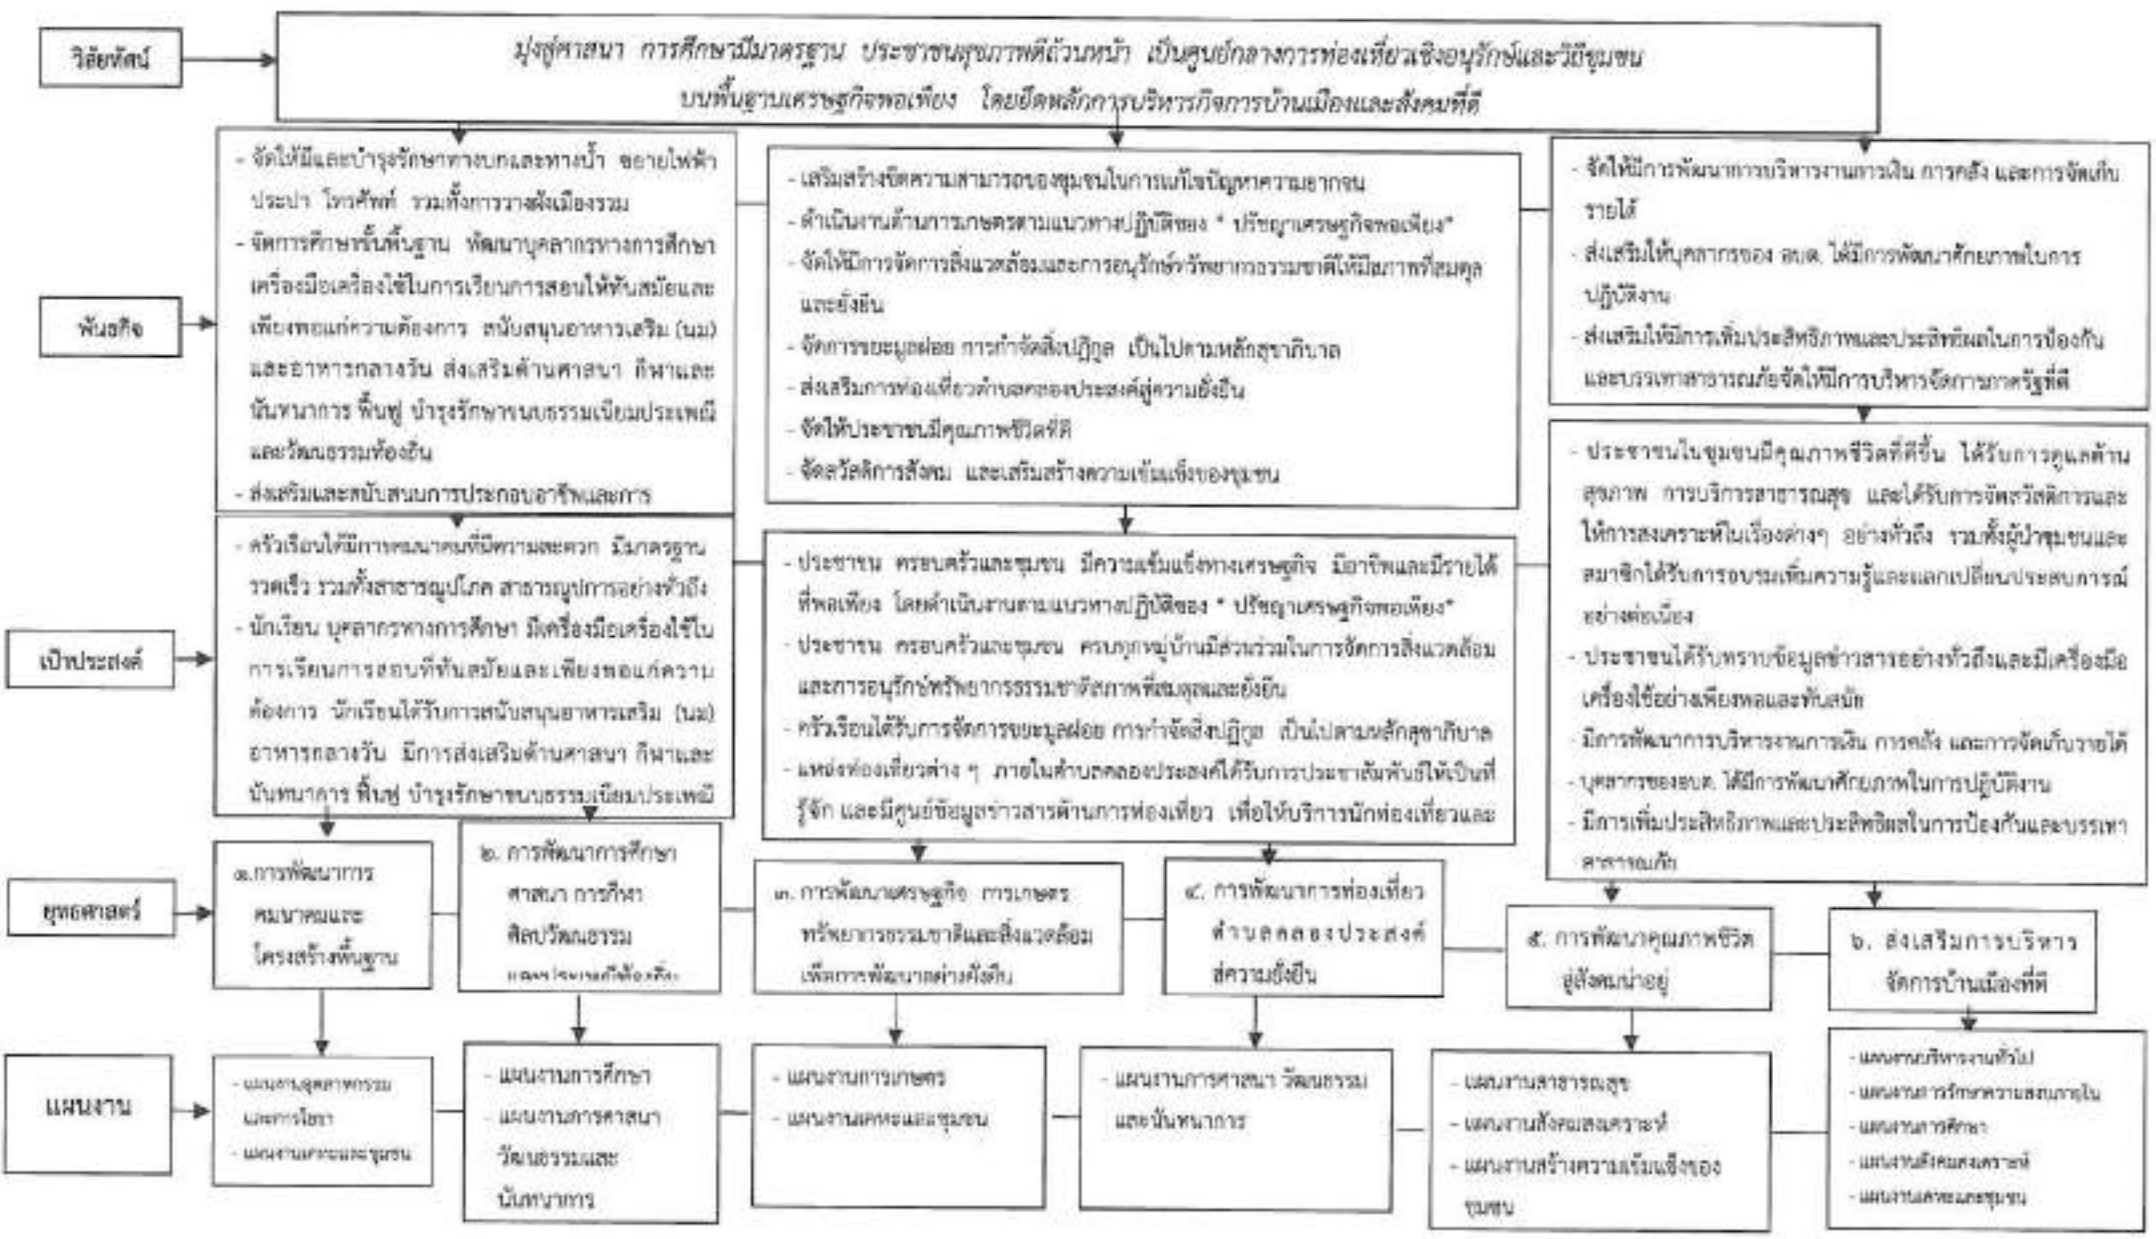 วิสัยทัศน์
มุ่งสู่ศาสนา การศึกษามีมาตรฐาน ประชาชนสุขภาพดีถ้วนหน้า เป็นศูนย์กลางการท่องเที่ยวเชิงอนุรักษ์และวิถีชุมชน
บนพื้นฐานเศรษฐกิจพอเพียง โดยยึดหลักการบริหารกิจการบ้านเมืองและสังคมที่ดี
พันธกิจ
- จัดให้มีและบำรุงรักษาทางบกและทางน้ำ ขยายไฟฟ้า
ประปา โทรศัพท์ รวมทั้งการวางผังเมืองรวม
- จัดการศึกษาขั้นพื้นฐาน พัฒนาบุคลากรทางการศึกษา
เครื่องมือเครื่องใช้ในการเรียนการสอนให้ทันสมัยและ
เพียงพอแก่ความต้องการ สนับสนุนอาหารเสริม (นม)
และอาหารกลางวัน ส่งเสริมด้านศาสนา กีฬาและ
นันทนาการ ฟื้นฟู บำรุงรักษาขนบธรรมเนียมประเพณี
และวัฒนธรรมท้องถิ่น
- ส่งเสริมและสนับสนุนการประกอบอาชีพและการ
- เสริมสร้างขีดความสามารถของชุมชนในการแก้ไขปัญหาความยากจน
- ดำเนินงานด้านการเกษตรตามแนวทางปฏิบัติของ " ปรัชญาเศรษฐกิจพอเพียง"
- จัดให้มีการจัดการสิ่งแวดล้อมและการอนุรักษ์ทรัพยากรธรรมชาติให้มีสภาพที่สมดุล
และยั่งยืน
- จัดการขยะมูลฝอย การกำจัดสิ่งปฏิกูล เป็นไปตามหลักสุขาภิบาล
- ส่งเสริมการท่องเที่ยวตำบลคลองประสงค์สู่ความยั่งยืน
- จัดให้ประชาชนมีคุณภาพชีวิตที่ดี
- จัดสวัสดิการสังคม และเสริมสร้างความเข้มแข็งของชุมชน
- จัดให้มีการพัฒนาการบริหารงานการเงิน การคลัง และการจัดเก็บ
รายได้
- ส่งเสริมให้บุคลากรของ อบต. ได้มีการพัฒนาศักยภาพในการ
ปฏิบัติงาน
- ส่งเสริมให้มีการเพิ่มประสิทธิภาพและประสิทธิผลในการป้องกัน
และบรรเทาสาธารณภัยจัดให้มีการบริหารจัดการภาครัฐที่ดี
เป้าประสงค์
- ครัวเรือนได้มีการคมนาคมที่มีความสะดวก มีมาตรฐาน
รวดเร็ว รวมทั้งสาธารณูปโภค สาธารณูปการอย่างทั่วถึง
- นักเรียน บุคลากรทางการศึกษา มีเครื่องมือเครื่องใช้ใน
การเรียนการสอนที่ทันสมัยและเพียงพอแก่ความ
ต้องการ นักเรียนได้รับการสนับสนุนอาหารเสริม (นม)
อาหารกลางวัน มีการส่งเสริมด้านศาสนา กีฬาและ
นันทนาการ ฟื้นฟู บำรุงรักษาขนบธรรมเนียมประเพณี
- ประชาชน ครอบครัวและชุมชน มีความเข้มแข็งทางเศรษฐกิจ มีอาชีพและมีรายได้
ที่พอเพียง โดยดำเนินงานตามแนวทางปฏิบัติของ " ปรัชญาเศรษฐกิจพอเพียง"
- ประชาชน ครอบครัวและชุมชน ครบทุกหมู่บ้านมีส่วนร่วมในการจัดการสิ่งแวดล้อม
และการอนุรักษ์ทรัพยากรธรรมชาติสภาพที่สมดุลและยั่งยืน
- ครัวเรือนได้รับการจัดการขยะมูลฝอย การกำจัดสิ่งปฏิกูล เป็นไปตามหลักสุขาภิบาล
- แหล่งท่องเที่ยวต่าง ๆ ภายในตำบลคลองประสงค์ได้รับการประชาสัมพันธ์ให้เป็นที่
รู้จัก และมีศูนย์ข้อมูลข่าวสารด้านการท่องเที่ยว เพื่อให้บริการนักท่องเที่ยวและ
- ประชาชนในชุมชนมีคุณภาพชีวิตที่ดีขึ้น ได้รับการดูแลด้าน
สุขภาพ การบริการสาธารณสุข และได้รับการจัดสวัสดิการและ
ให้การสงเคราะห์ในเรื่องต่างๆ อย่างทั่วถึง รวมทั้งผู้นำชุมชนและ
สมาชิกได้รับการอบรมเพิ่มความรู้และแลกเปลี่ยนประสบการณ์
อย่างต่อเนื่อง
- ประชาชนได้รับทราบข้อมูลข่าวสารอย่างทั่วถึงและมีเครื่องมือ
เครื่องใช้อย่างเพียงพอและทันสมัย
- มีการพัฒนาการบริหารงานการเงิน การคลัง และการจัดเก็บรายได้
- บุคลากรของอบต. ได้มีการพัฒนาศักยภาพในการปฏิบัติงาน
- มีการเพิ่มประสิทธิภาพและประสิทธิผลในการป้องกันและบรรเทา
สาธารณภัย
ยุทธศาสตร์
๑.การพัฒนาการ
คมนาคมและ
โครงสร้างพื้นฐาน
๒. การพัฒนาการศึกษา
ศาสนา การกีฬา
ศิลปวัฒนธรรม
และประเพณีท้องถิ่น
๓. การพัฒนาเศรษฐกิจ การเกษตร
ทรัพยากรธรรมชาติและสิ่งแวดล้อม
เพื่อการพัฒนาอย่างยั่งยืน
๔. การพัฒนาการท่องเที่ยว
ตำบลคลองประสงค์
สู่ความยั่งยืน
๕. การพัฒนาคุณภาพชีวิต
สู่สังคมน่าอยู่
๖. ส่งเสริมการบริหาร
จัดการบ้านเมืองที่ดี
แผนงาน
- แผนงานอุตสาหกรรม
และการโยธา
- แผนงานเคหะและชุมชน
- แผนงานการศึกษา
- แผนงานการศาสนา
วัฒนธรรมและ
นันทนาการ
- แผนงานการเกษตร
- แผนงานเคหะและชุมชน
- แผนงานการศาสนา วัฒนธรรม
และนันทนาการ
- แผนงานสาธารณสุข
- แผนงานสังคมสงเคราะห์
- แผนงานสร้างความเข้มแข็งของ
ชุมชน
- แผนงานบริหารงานทั่วไป
- แผนงานการรักษาความสงบภายใน
- แผนงานการศึกษา
- แผนงานสังคมสงเคราะห์
- แผนงานเคหะและชุมชน